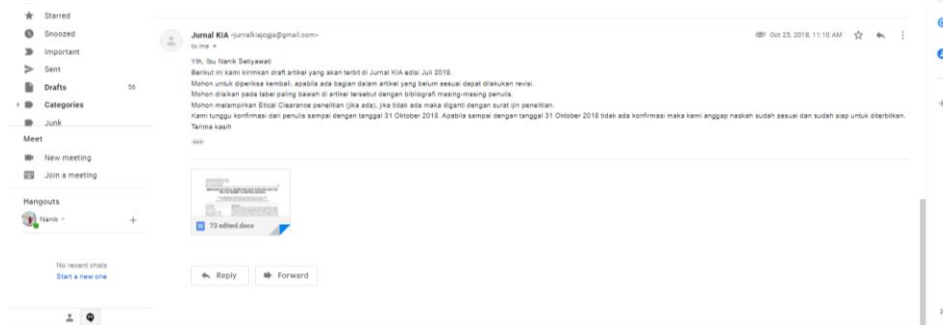 Starred
Snoozed
Important
Sent
Drafts 56
Categories
Junk
Meet
New meeting
Join a meeting
Hangouts
Nanik
No recent chats
Start a new one
Jurnal KIA <jurnalkiajogja@gmail.com>
to me
Oct 25, 2018, 11:10 AM
Yth. Ibu Nanik Setiyawati
Berikut ini kami kirimkan draft artikel yang akan terbit di Jurnal KIA edisi Juli 2018.
Mohon untuk diperiksa kembali, apabila ada bagian dalam artikel yang belum sesuai dapat dilakukan revisi.
Mohon diisikan pada tabel paling bawah di artikel tersebut dengan bibliografi masing-masing penulis.
Mohon melampirkan Etical Clearance penelitian (jika ada), jika tidak ada maka diganti dengan surat ijin penelitian.
Kami tunggu konfirmasi dari penulis sampai dengan tanggal 31 Oktober 2018. Apabila sampai dengan tanggal 31 Oktober 2018 tidak ada konfirmasi maka kami anggap naskah sudah sesuai dan sudah siap untuk diterbitkan.
Terima kasih
73 edited.docx
Reply
Forward